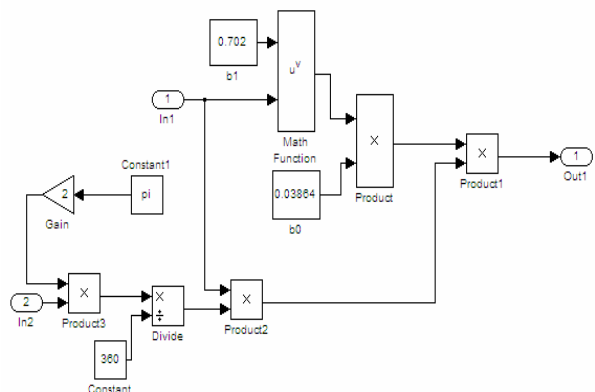 0.702
b1
u^v
Math
Function
1
In1
Constant1
pi
2
Gain
0.03864
b0
X
Product
X
Product1
1
Out1
2
In2
X
Product3
X
÷
Divide
X
Product2
360
Constant